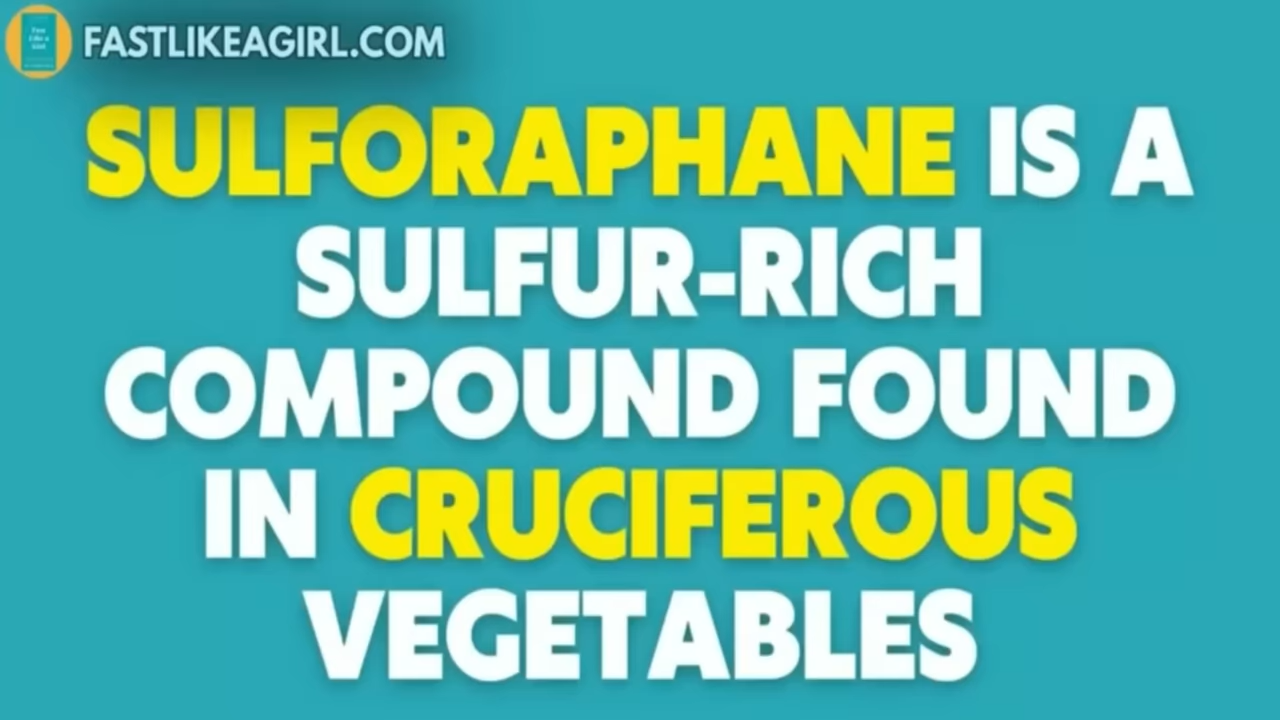 FASTLIKEAGIRL.COM
SULFORAPHANE IS A
SULFUR-RICH
COMPOUND FOUND
IN CRUCIFEROUS
VEGETABLES